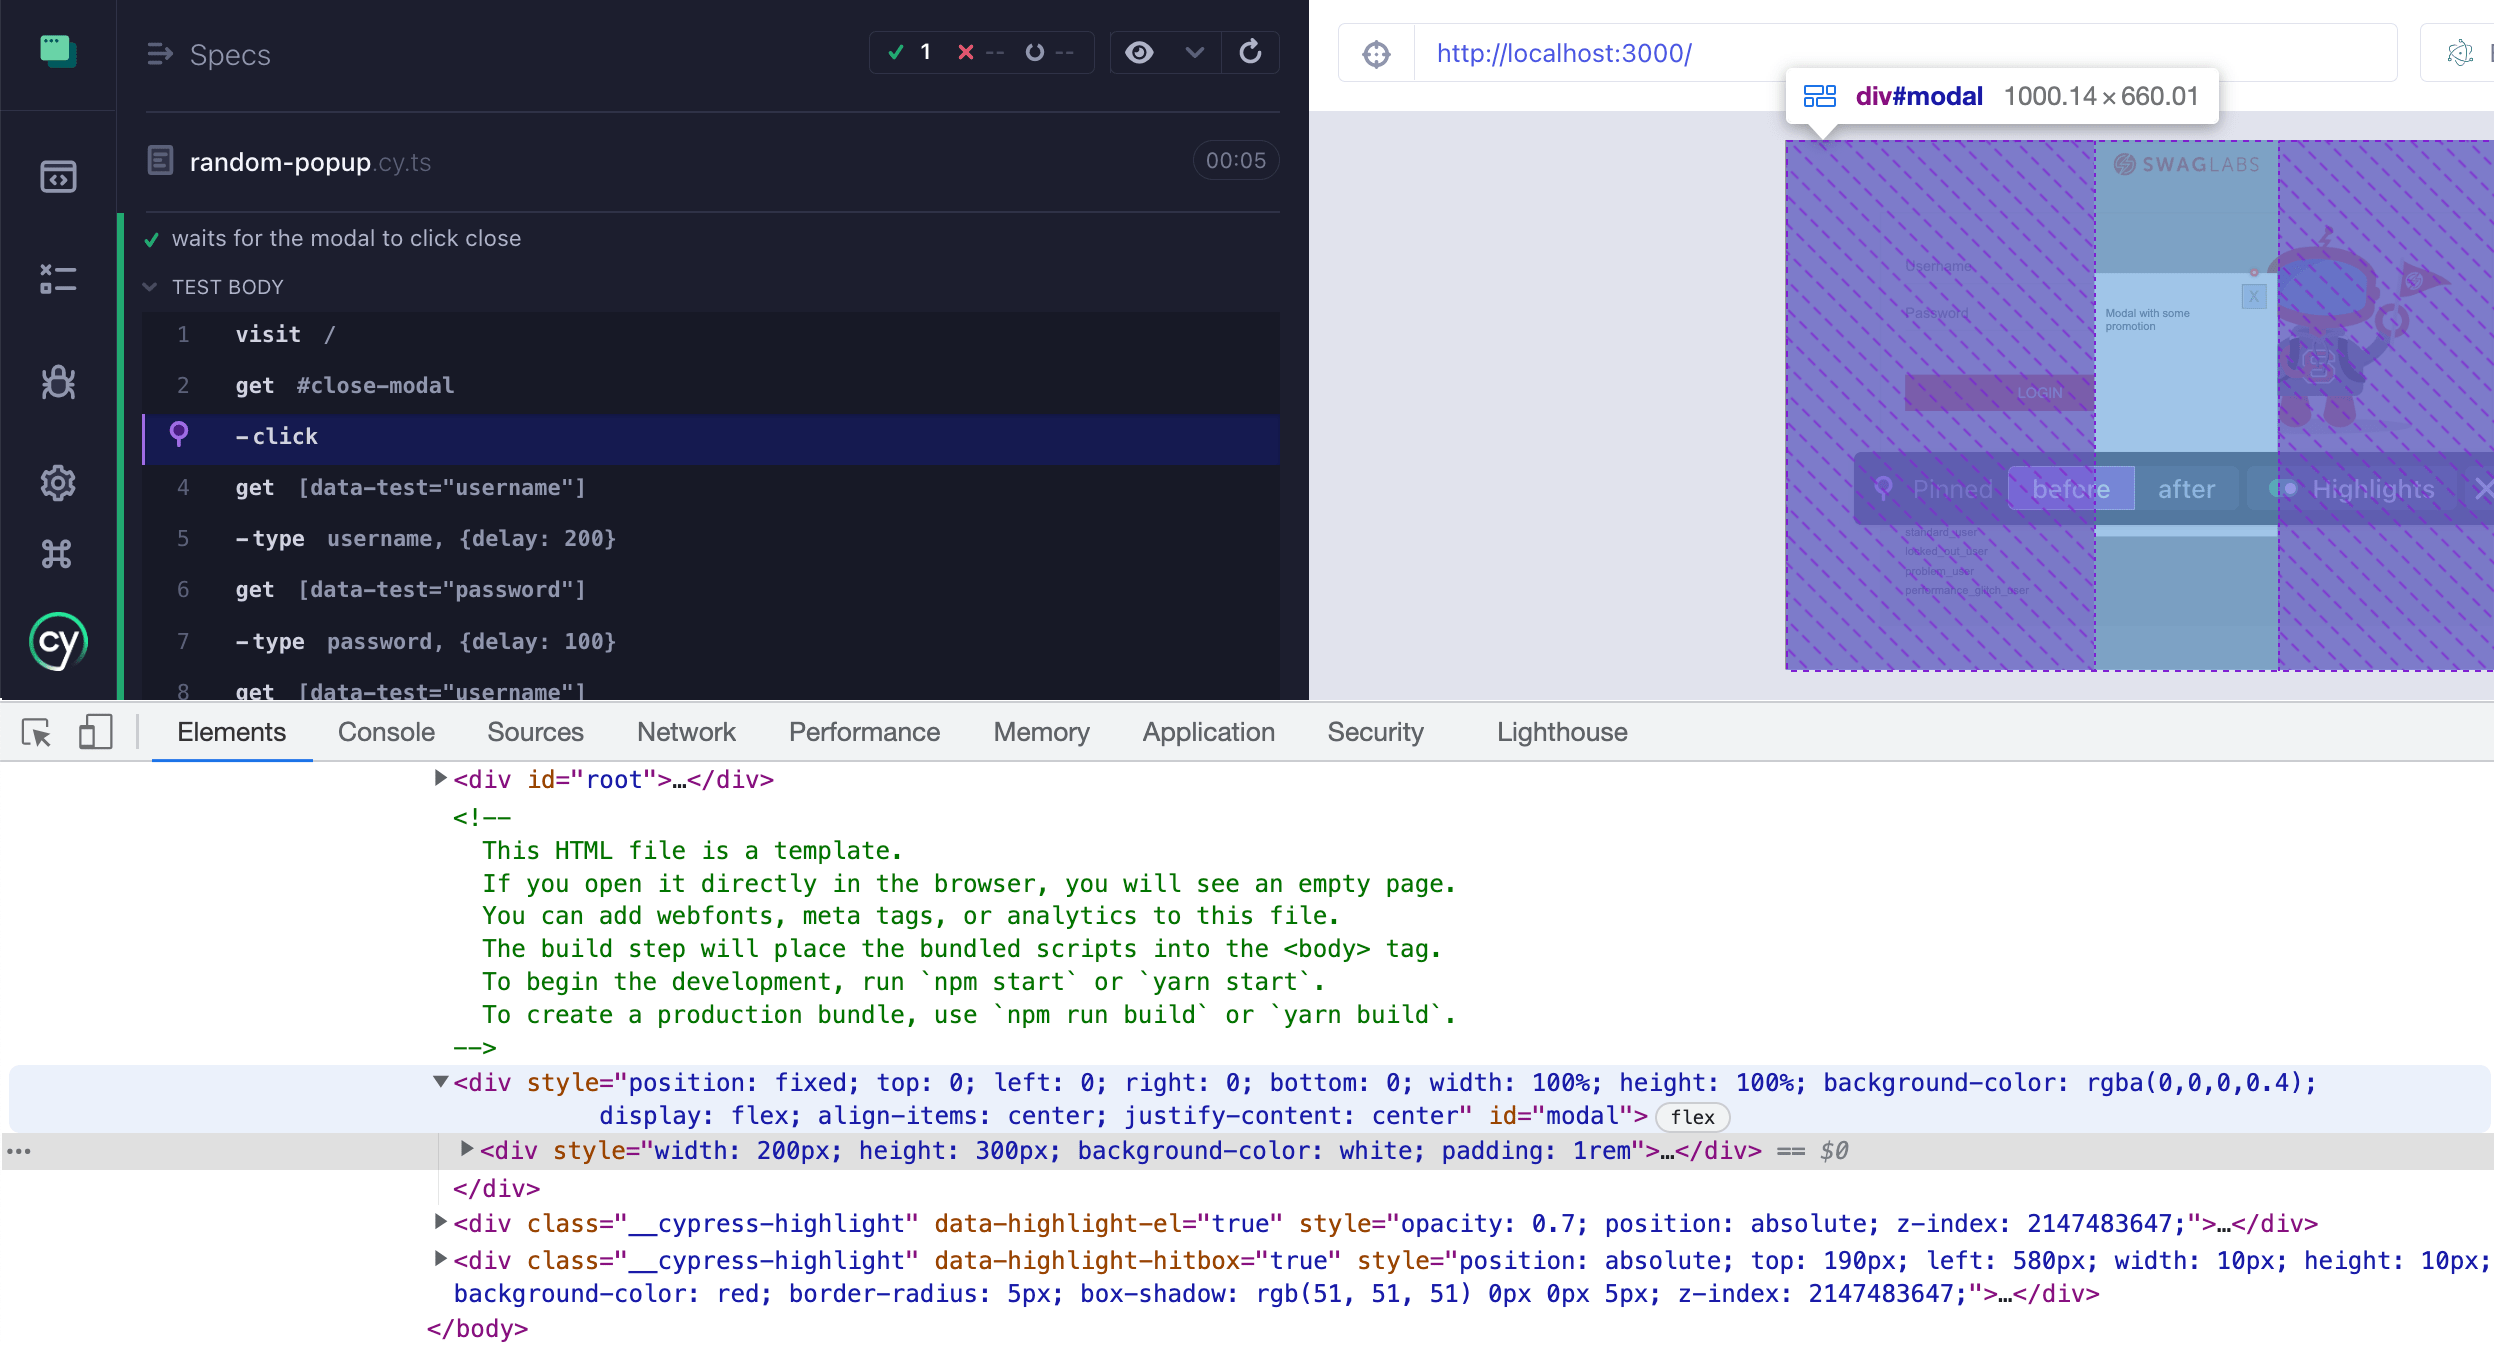 Specs
1 -- --
random-popup.cy.ts
00:05
waits for the modal to click close
TEST BODY
1 visit /
2 get #close-modal
-click
4 get [data-test="username"]
5 -type username, {delay: 200}
6 get [data-test="password"]
7 -type password, {delay: 100}
8 get [data-test="username"]
cy
http://localhost:3000/
div#modal 1000.14×660.01
SWAGLABS
Username
Password
X
Modal with some
promotion
LOGIN
Pinned before after Highlights
standard_user
locked_out_user
problem_user
performance_glitch_user
Elements Console Sources Network Performance Memory Application Security Lighthouse
<div id="root">…</div>
<!--
This HTML file is a template.
If you open it directly in the browser, you will see an empty page.
You can add webfonts, meta tags, or analytics to this file.
The build step will place the bundled scripts into the <body> tag.
To begin the development, run `npm start` or `yarn start`.
To create a production bundle, use `npm run build` or `yarn build`.
-->
<div style="position: fixed; top: 0; left: 0; right: 0; bottom: 0; width: 100%; height: 100%; background-color: rgba(0,0,0,0.4);
display: flex; align-items: center; justify-content: center" id="modal"> flex
<div style="width: 200px; height: 300px; background-color: white; padding: 1rem">…</div> == $0
</div>
<div class="__cypress-highlight" data-highlight-el="true" style="opacity: 0.7; position: absolute; z-index: 2147483647;">…</div>
<div class="__cypress-highlight" data-highlight-hitbox="true" style="position: absolute; top: 190px; left: 580px; width: 10px; height: 10px;
background-color: red; border-radius: 5px; box-shadow: rgb(51, 51, 51) 0px 0px 5px; z-index: 2147483647;">…</div>
</body>